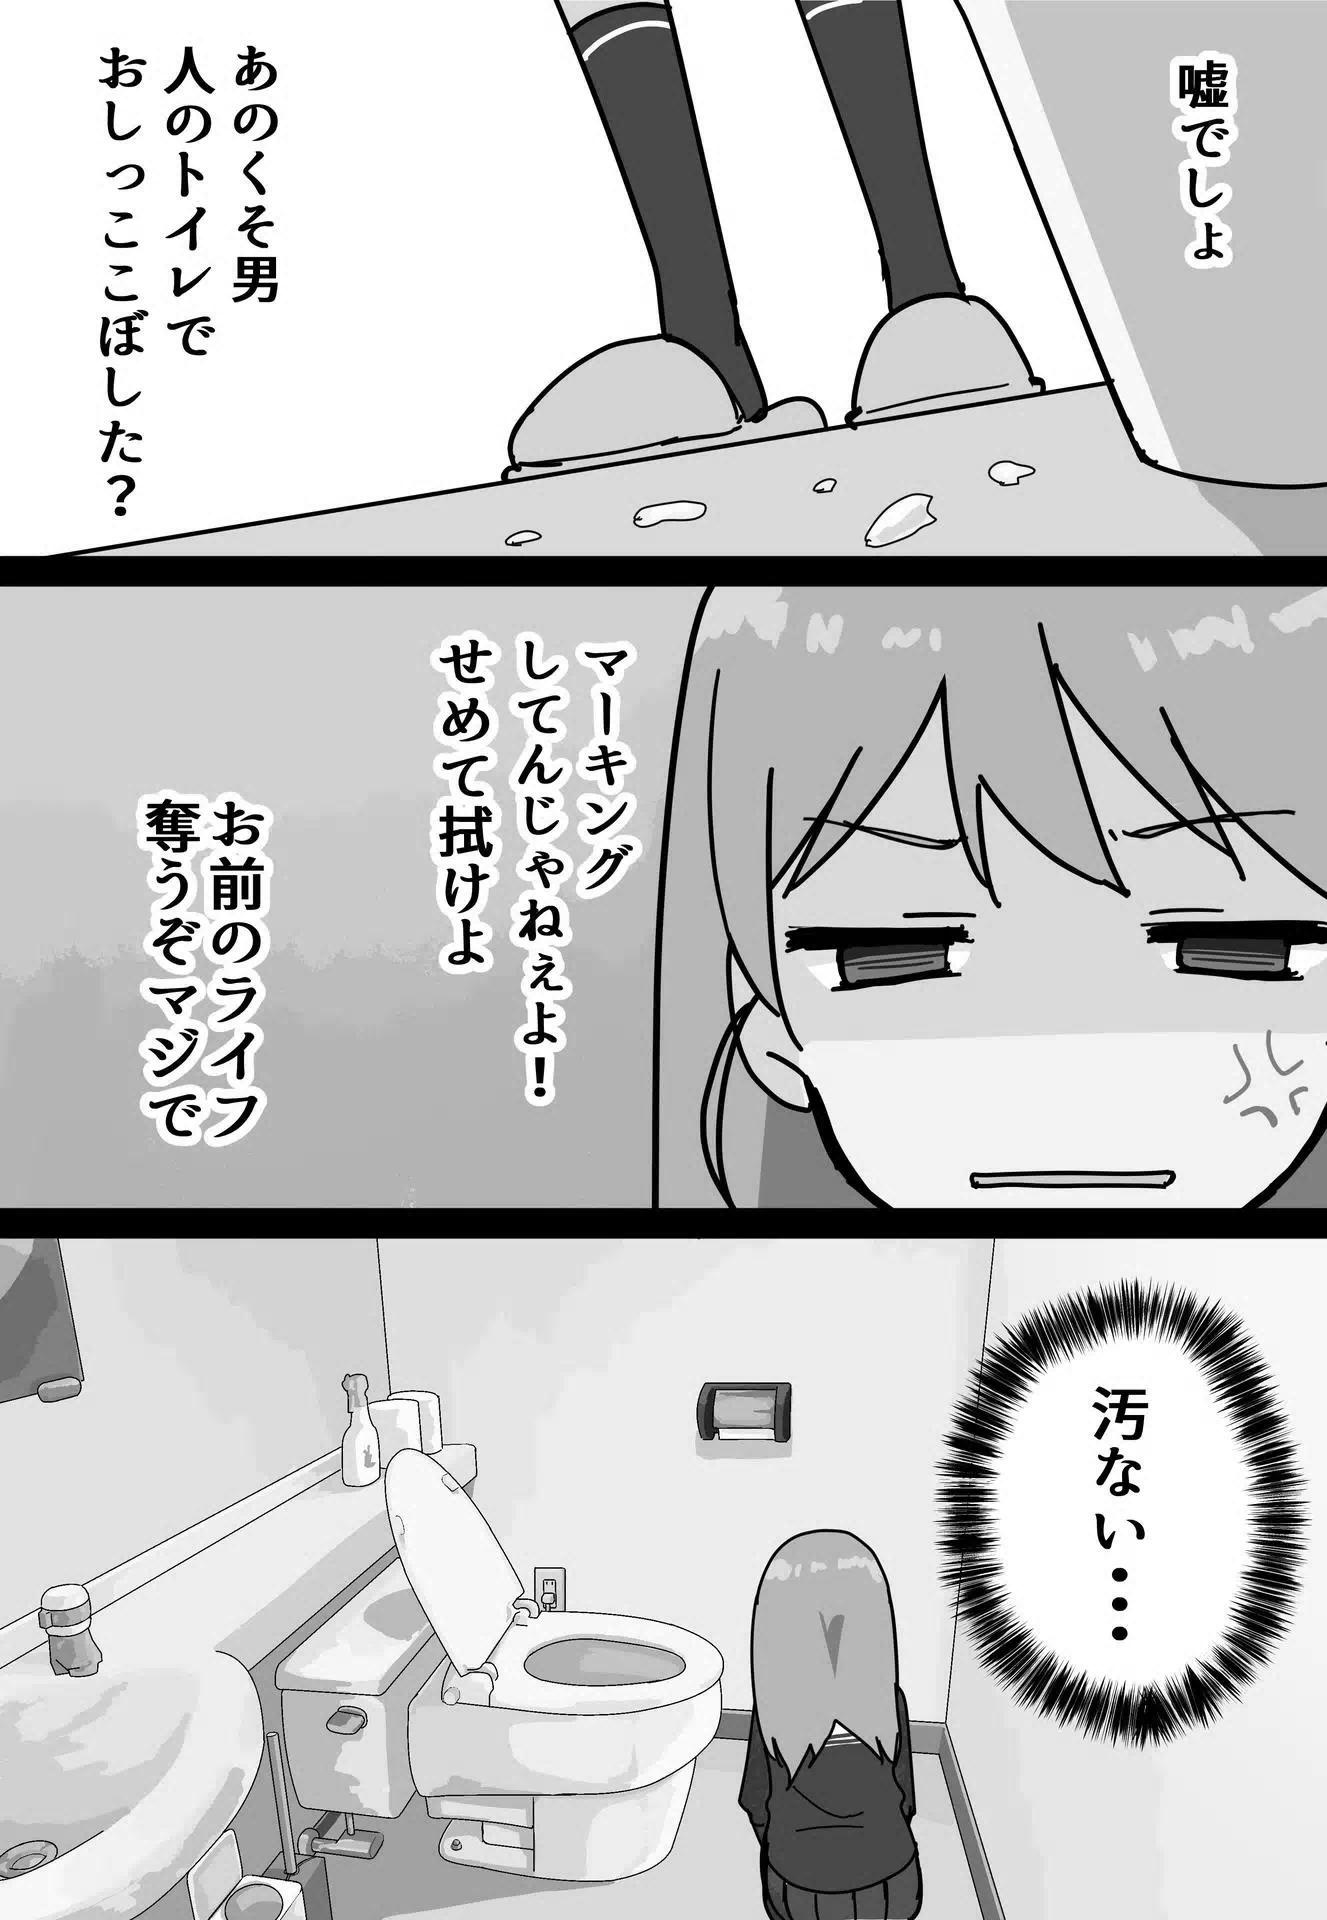 嘘でしょ
あのくそ男
人のトイレで
おしっここぼした？
マーキング
してんじゃねぇよ！
せめて拭けよ
お前のライフ
奪うぞマジで
汚ない・・・